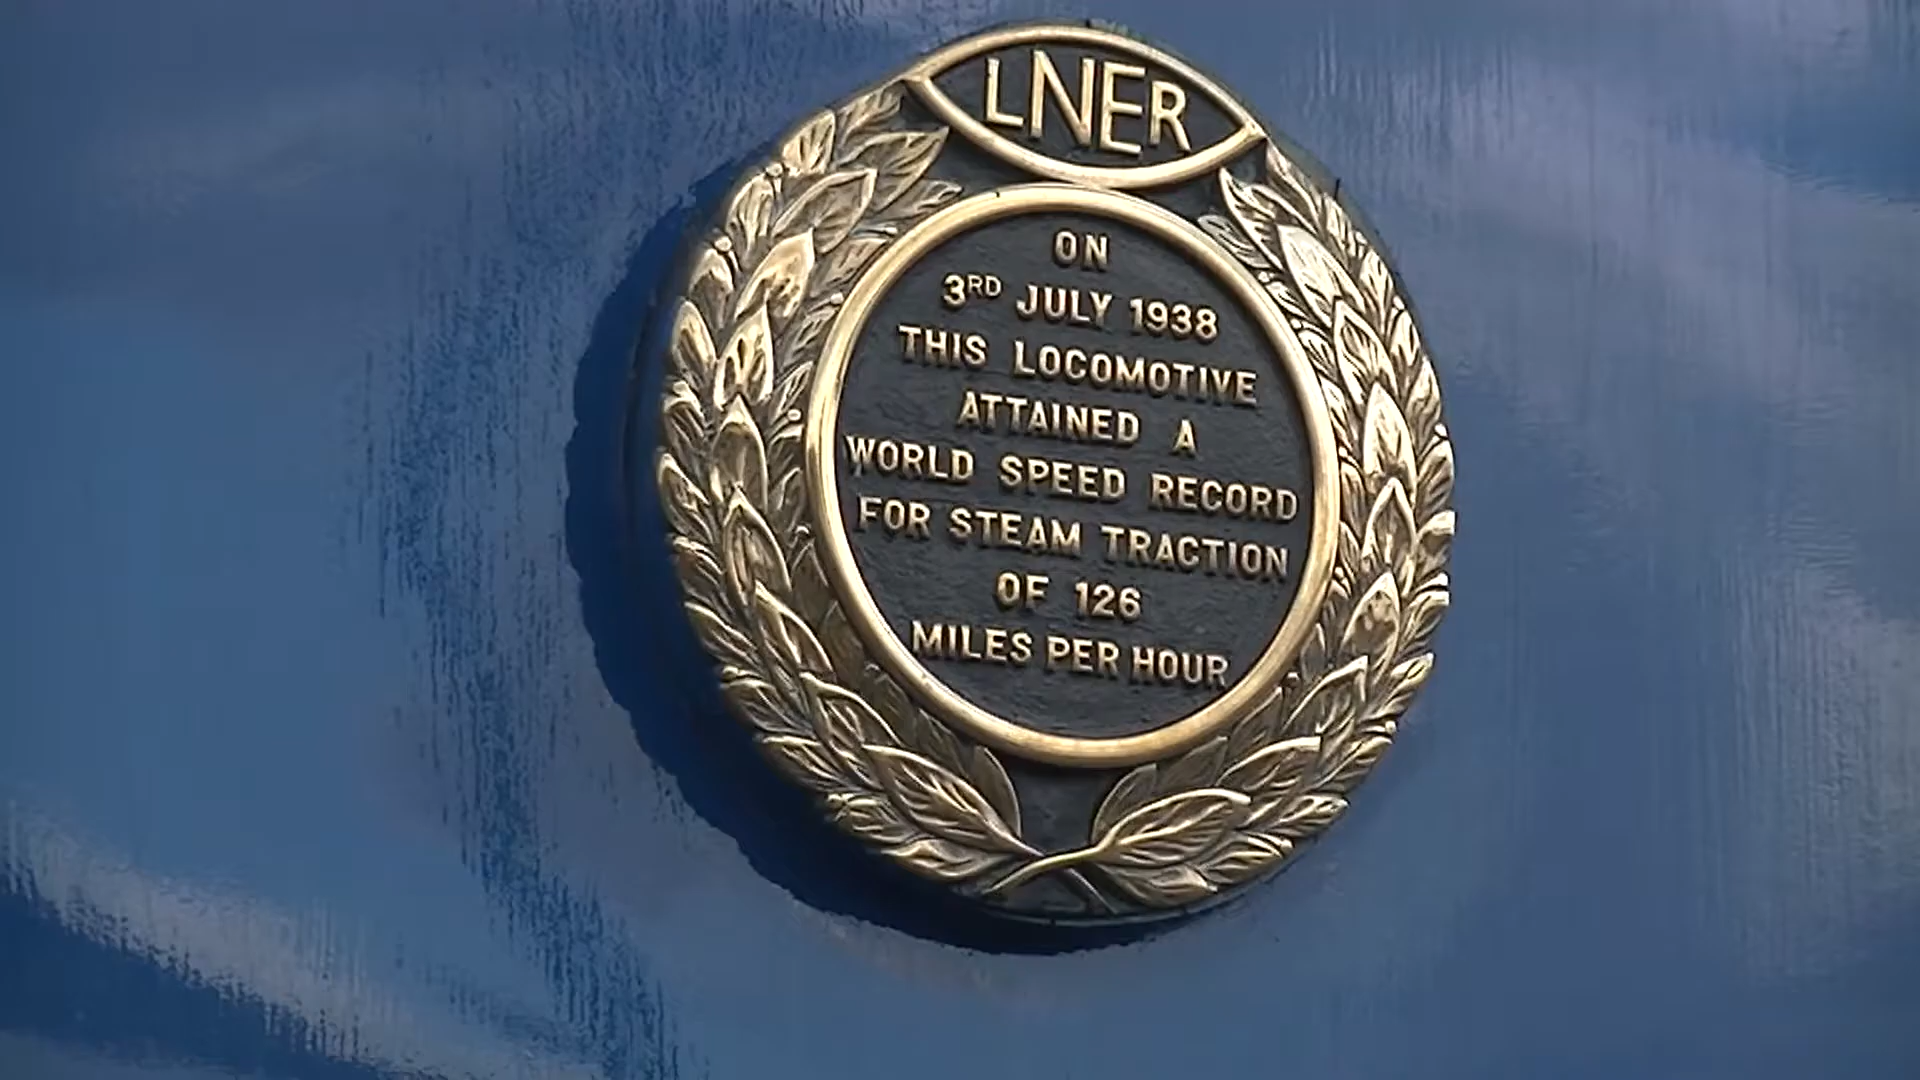 LNER
ON
3RD JULY 1938
THIS LOCOMOTIVE
ATTAINED A
WORLD SPEED RECORD
FOR STEAM TRACTION
OF 126
MILES PER HOUR